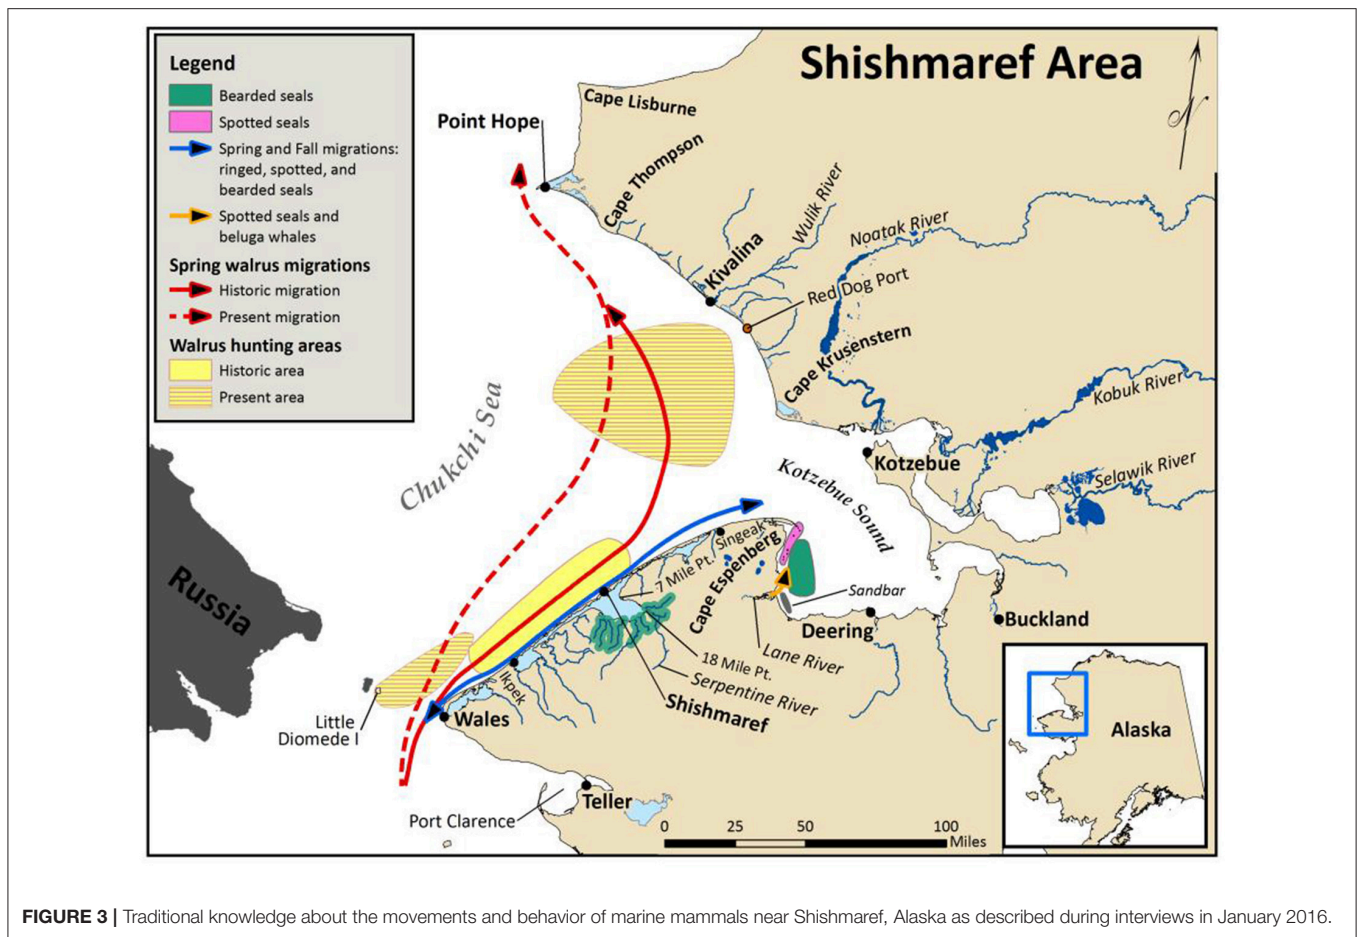 Shishmaref Area
Legend
Bearded seals
Spotted seals
Spring and Fall migrations:
ringed, spotted, and
bearded seals
Spotted seals and
beluga whales
Spring walrus migrations
Historic migration
Present migration
Walrus hunting areas
Historic area
Present area
N
Cape Lisburne
Point Hope
Cape Thompson
Wulik River
Noatak River
Kivalina
Red Dog Port
Cape Krusenstern
Kobuk River
Chukchi Sea
Kotzebue
Selawik River
Kotzebue Sound
Singeak
7 Mile Pt.
Cape Espenberg
Russia
Sandbar
Deering
Buckland
Lane River
18 Mile Pt.
Serpentine River
Ikpek
Shishmaref
Wales
Little
Diomede I
Alaska
Teller
Port Clarence
0 25 50 100
Miles
FIGURE 3 | Traditional knowledge about the movements and behavior of marine mammals near Shishmaref, Alaska as described during interviews in January 2016.